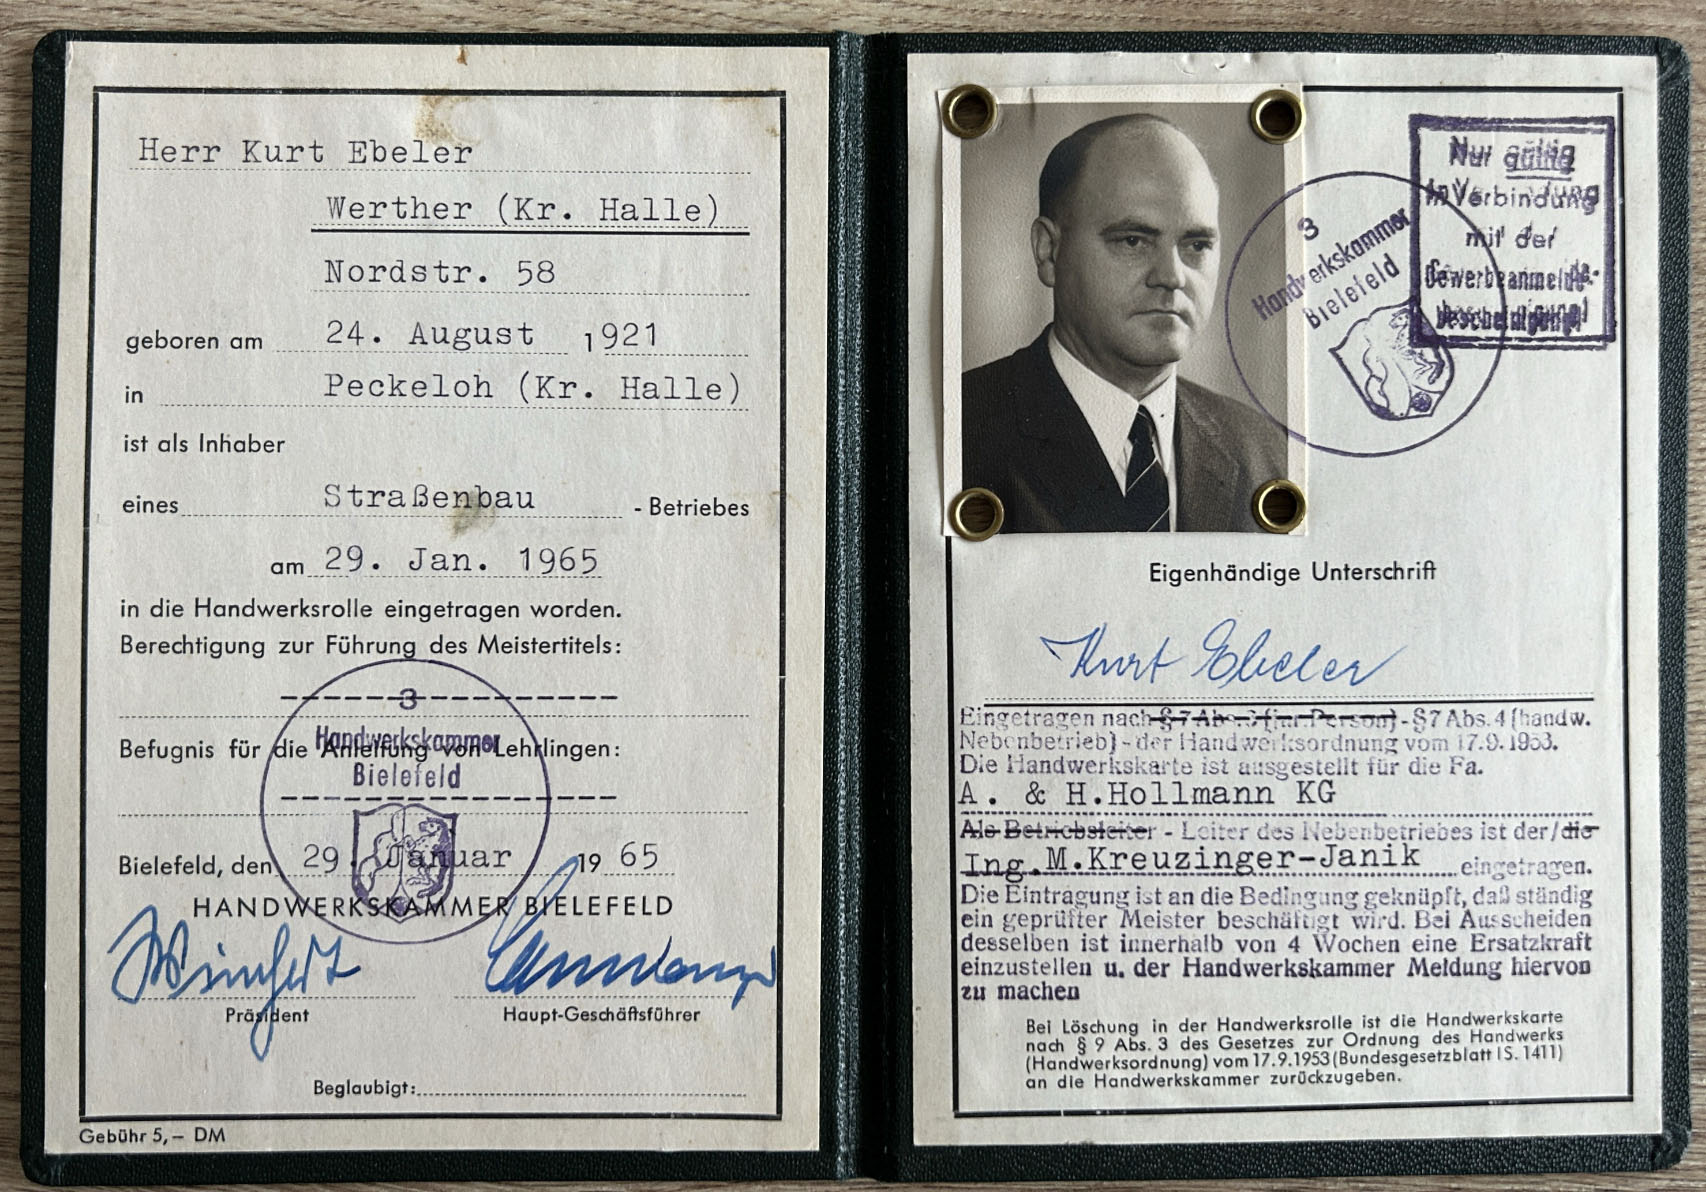 Herr Kurt Ebeler
Werther (Kr. Halle)
Nordstr. 58
geboren am 24. August 1921
in Peckeloh (Kr. Halle)
ist als Inhaber
eines Straßenbau - Betriebes
am 29. Jan. 1965
in die Handwerksrolle eingetragen worden.
Berechtigung zur Führung des Meistertitels:
3
Befugnis für die Anleitung von Lehrlingen:
Handwerkskammer
Bielefeld
Bielefeld, den 29. Januar 1965
HANDWERKSKAMMER BIELEFELD
Präsident Haupt-Geschäftsführer
Beglaubigt:
Gebühr 5,– DM
Nur gültig
in Verbindung
mit der
Gewerbeanmelde-
bescheinigung!
3
Handwerkskammer
Bielefeld
Eigenhändige Unterschrift
Kurt Ebeler
Eingetragen nach § 7 Abs. (jur. Person) - § 7 Abs. 4 (handw.
Nebenbetrieb) - der Handwerksordnung vom 17.9.1953.
Die Handwerkskarte ist ausgestellt für die Fa.
A. & H.Hollmann KG
Als Betriebsleiter - Leiter des Nebenbetriebes ist der/die
Ing.M.Kreuzinger-Janik eingetragen.
Die Eintragung ist an die Bedingung geknüpft, daß ständig
ein geprüfter Meister beschäftigt wird. Bei Ausscheiden
desselben ist innerhalb von 4 Wochen eine Ersatzkraft
einzustellen u. der Handwerkskammer Meldung hiervon
zu machen
Bei Löschung in der Handwerksrolle ist die Handwerkskarte
nach § 9 Abs. 3 des Gesetzes zur Ordnung des Handwerks
(Handwerksordnung) vom 17.9.1953 (Bundesgesetzblatt I S. 1411)
an die Handwerkskammer zurückzugeben.